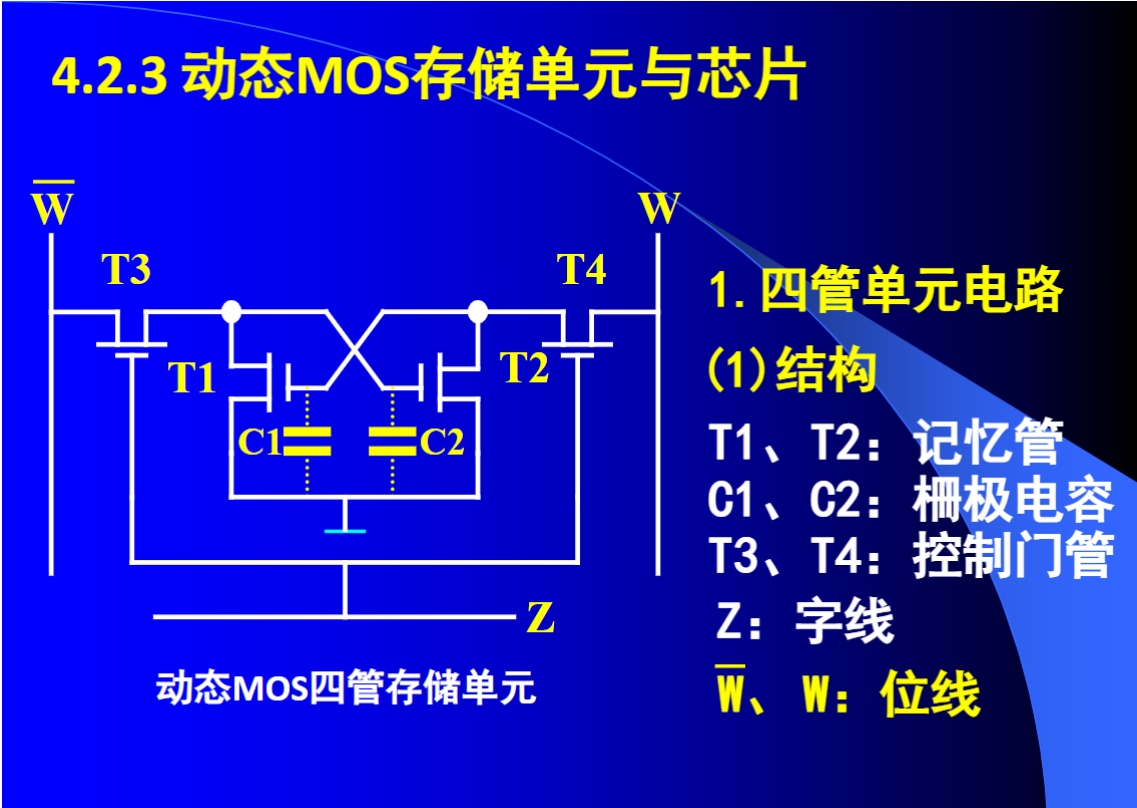 4.2.3 动态MOS存储单元与芯片
W̅
W
T3
T4
T1
T2
C1
C2
Z
动态MOS四管存储单元
1.四管单元电路
(1)结构
T1、T2：记忆管
C1、C2：栅极电容
T3、T4：控制门管
Z：字线
W̅、W：位线